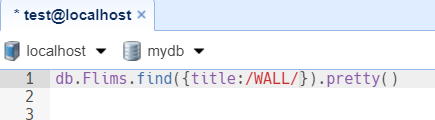 * test@localhost ×
localhost ▼ mydb ▼
1 db.Flims.find({title:/WALL/}).pretty()
2
3